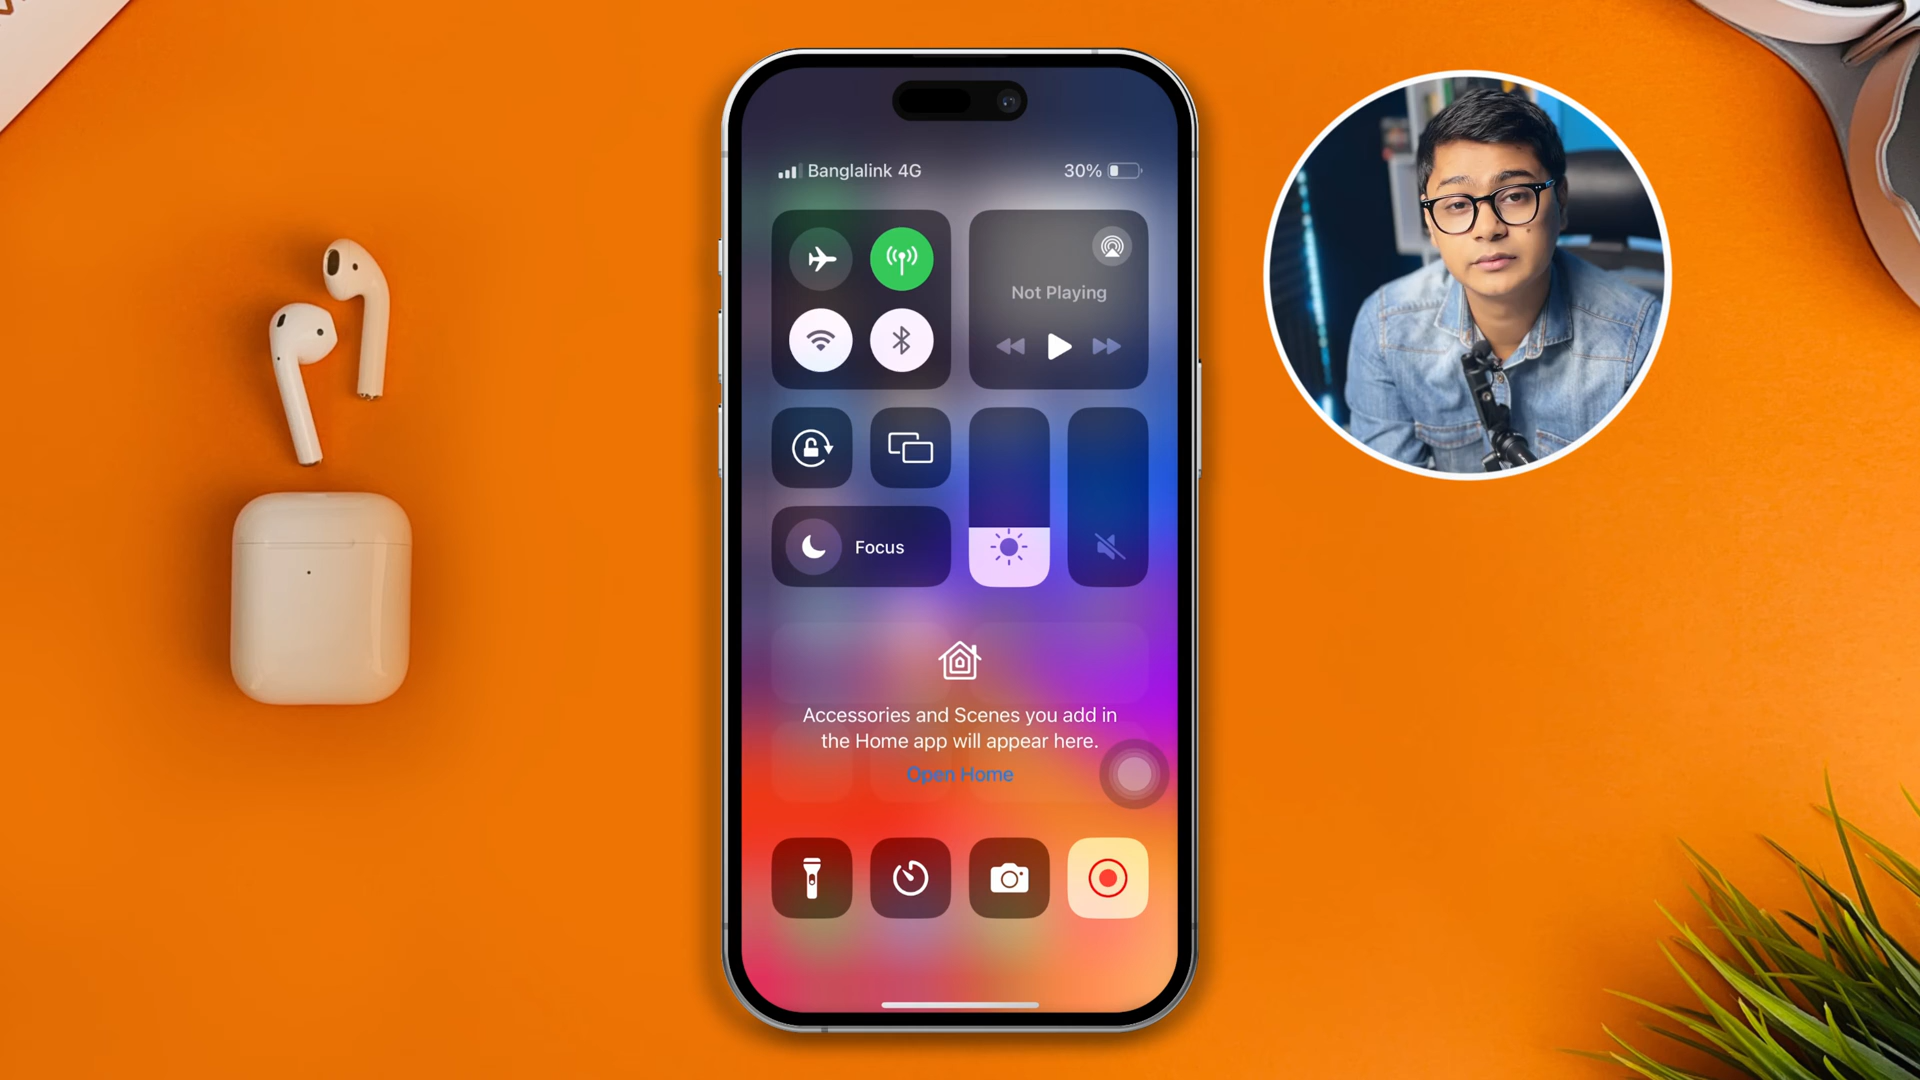 Banglalink 4G
30%
Not Playing
Focus
Accessories and Scenes you add in
the Home app will appear here.
Open Home